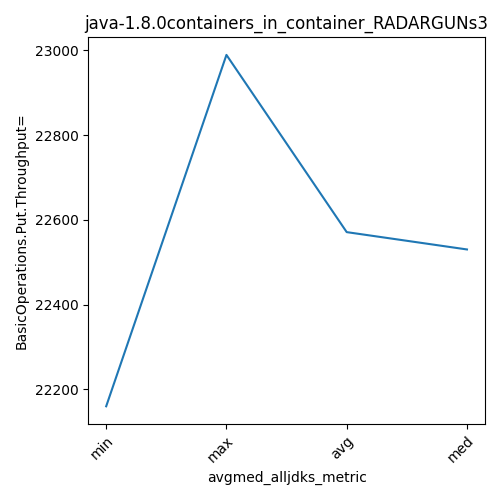 java-1.8.0containers_in_container_RADARGUNs3
BasicOperations.Put.Throughput=
23000
22800
22600
22400
22200
min
max
avg
med
avgmed_alljdks_metric